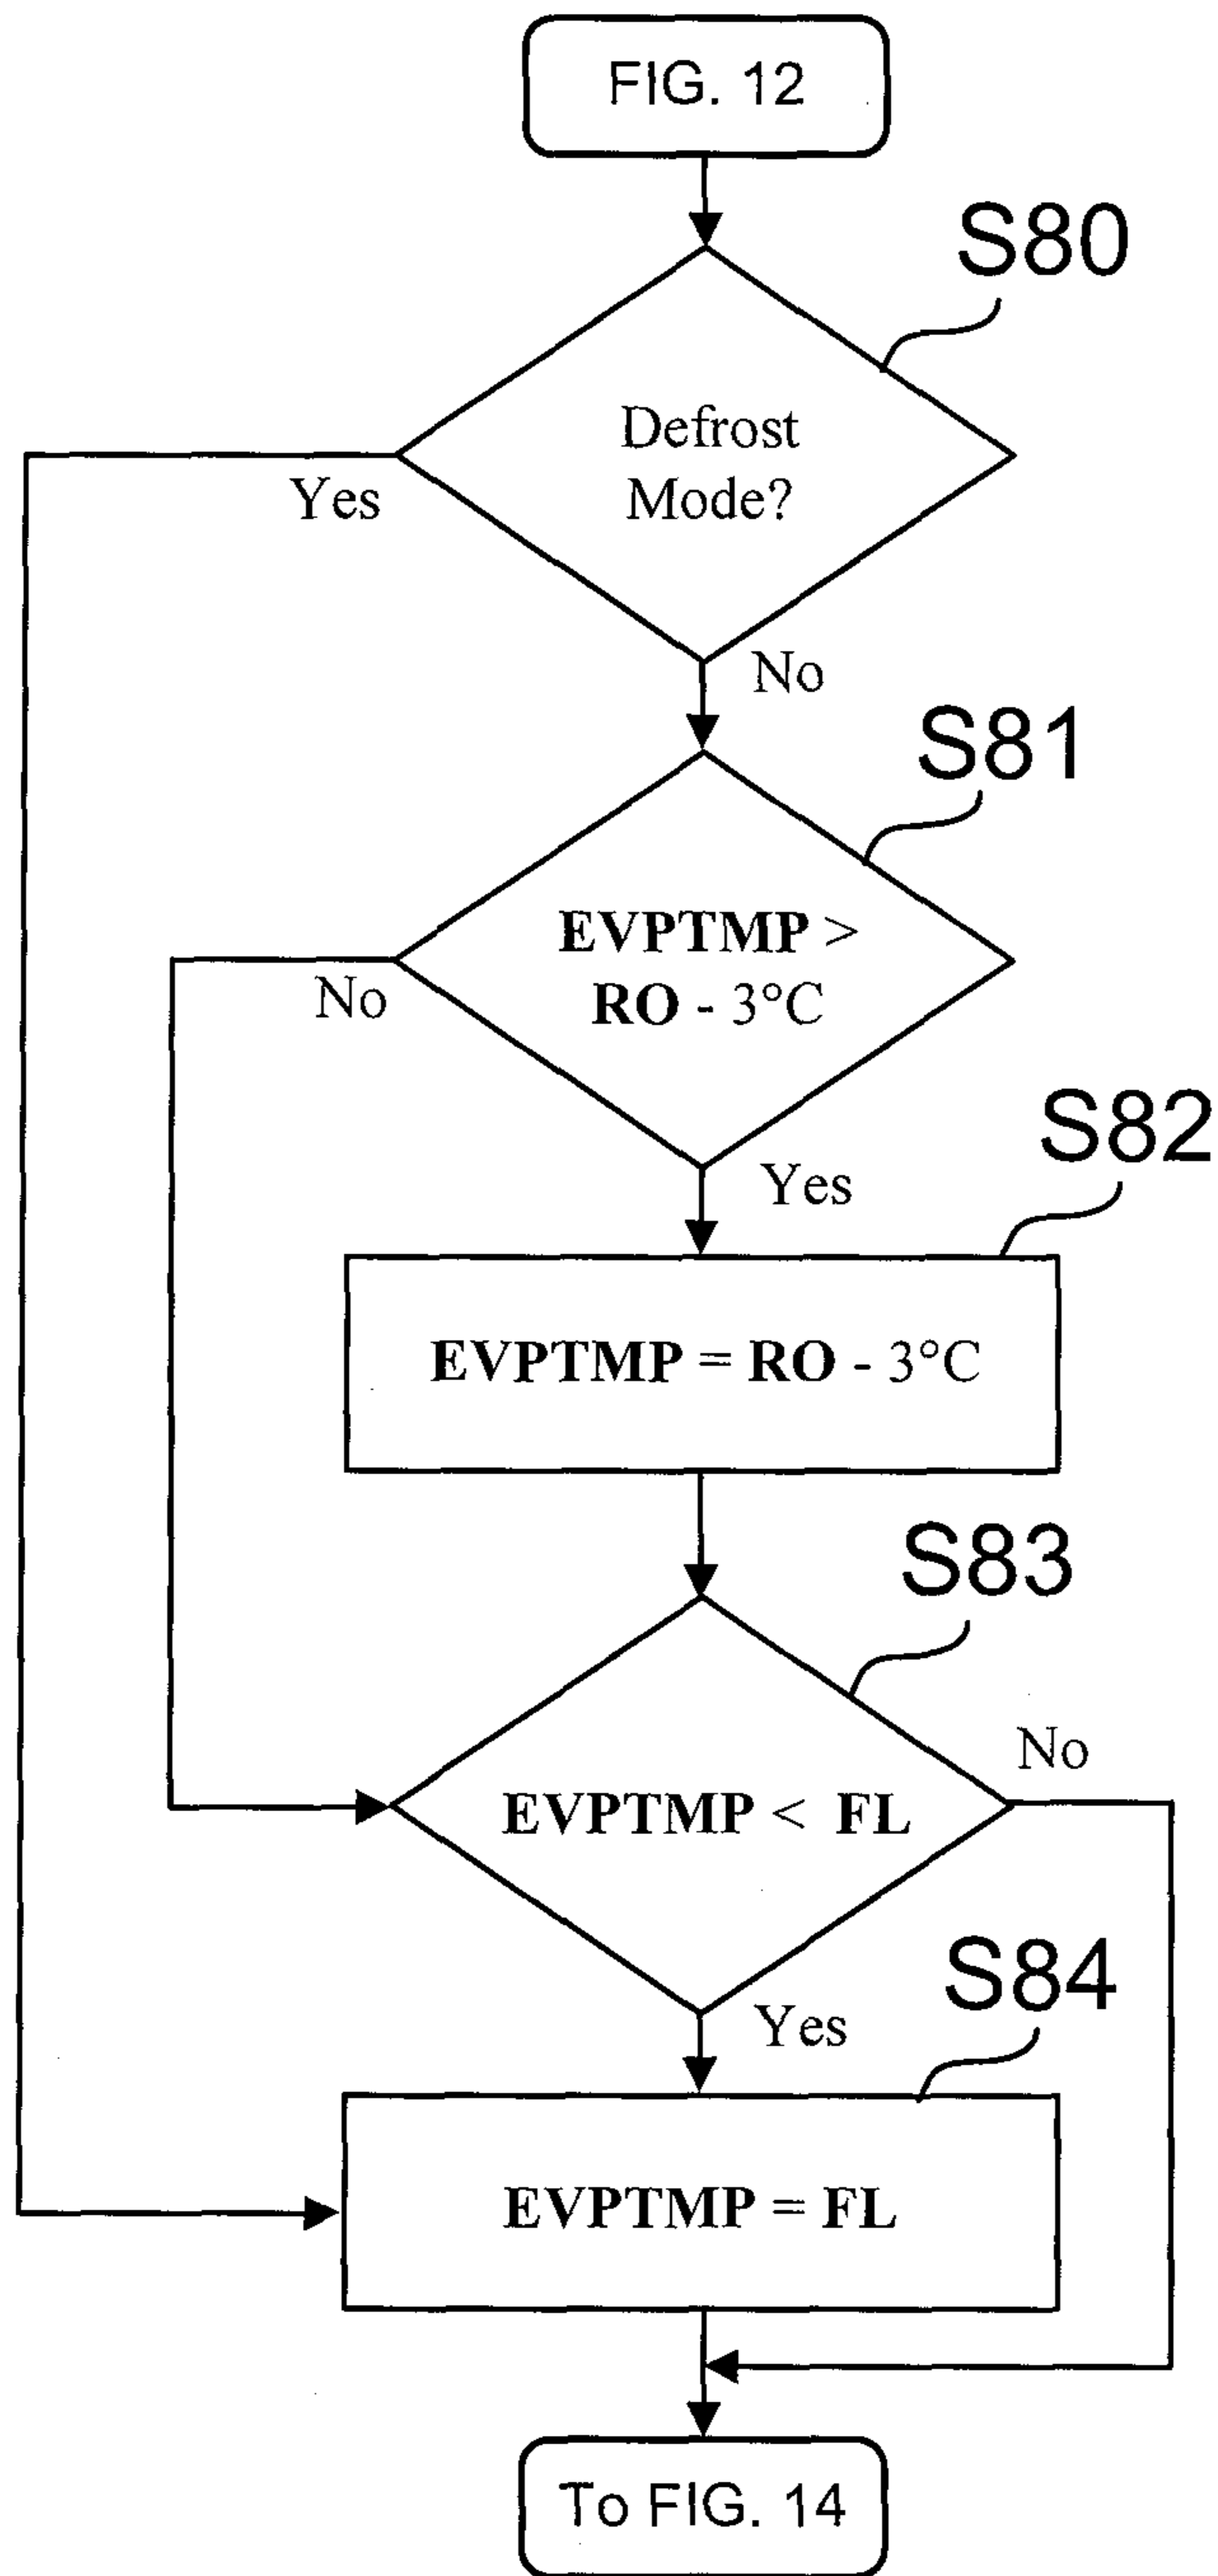 FIG. 12
S80
Defrost
Mode?
Yes
No
S81
EVPTMP >
RO - 3°C
No
Yes
S82
EVPTMP = RO - 3°C
S83
No
EVPTMP < FL
Yes
S84
EVPTMP = FL
To FIG. 14